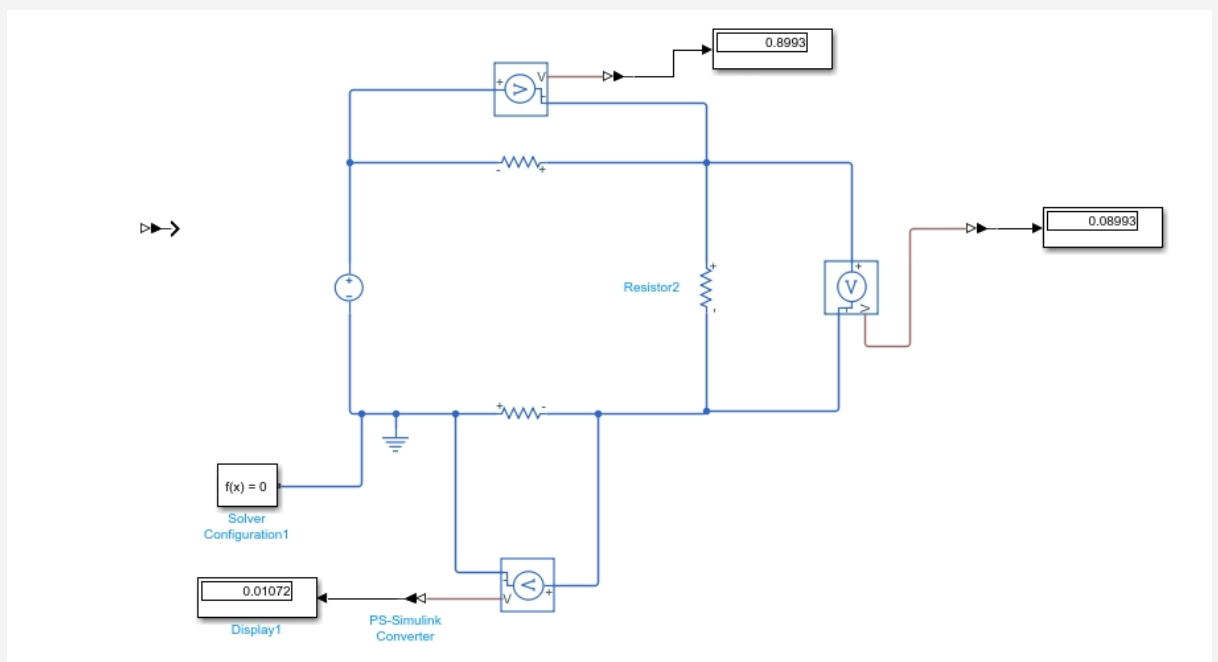 0.8993
+
V
-
- +
0.08993
+
-
Resistor2
+
-
+
V
-
V
+ -
f(x) = 0
Solver
Configuration1
0.01072
Display1
PS-Simulink
Converter
-
V
V
+